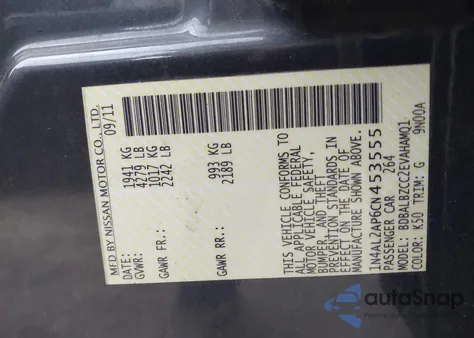 MFD BY NISSAN MOTOR CO., LTD.
DATE: 09/11
GVWR: 1941 KG
4279 LB
GAWR FR.: 1017 KG
2242 LB
GAWR RR.: 993 KG
2189 LB
THIS VEHICLE CONFORMS TO
ALL APPLICABLE FEDERAL
MOTOR VEHICLE SAFETY,
BUMPER, AND THEFT
PREVENTION STANDARDS IN
EFFECT ON THE DATE OF
MANUFACTURE SHOWN ABOVE.
1N4AL2AP6CN453555
PASSENGER CAR 264
MODEL: BDBALBZCCZEVAHAMQ1
COLOR: K50 TRIM: G 9N00A
autoSnap